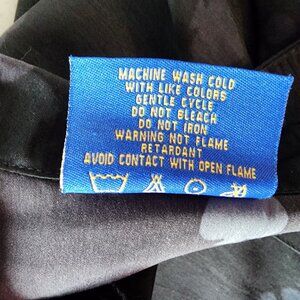 MACHINE WASH COLD
WITH LIKE COLORS
GENTLE CYCLE
DO NOT BLEACH
DO NOT IRON
WARNING NOT FLAME
RETARDANT
AVOID CONTACT WITH OPEN FLAME